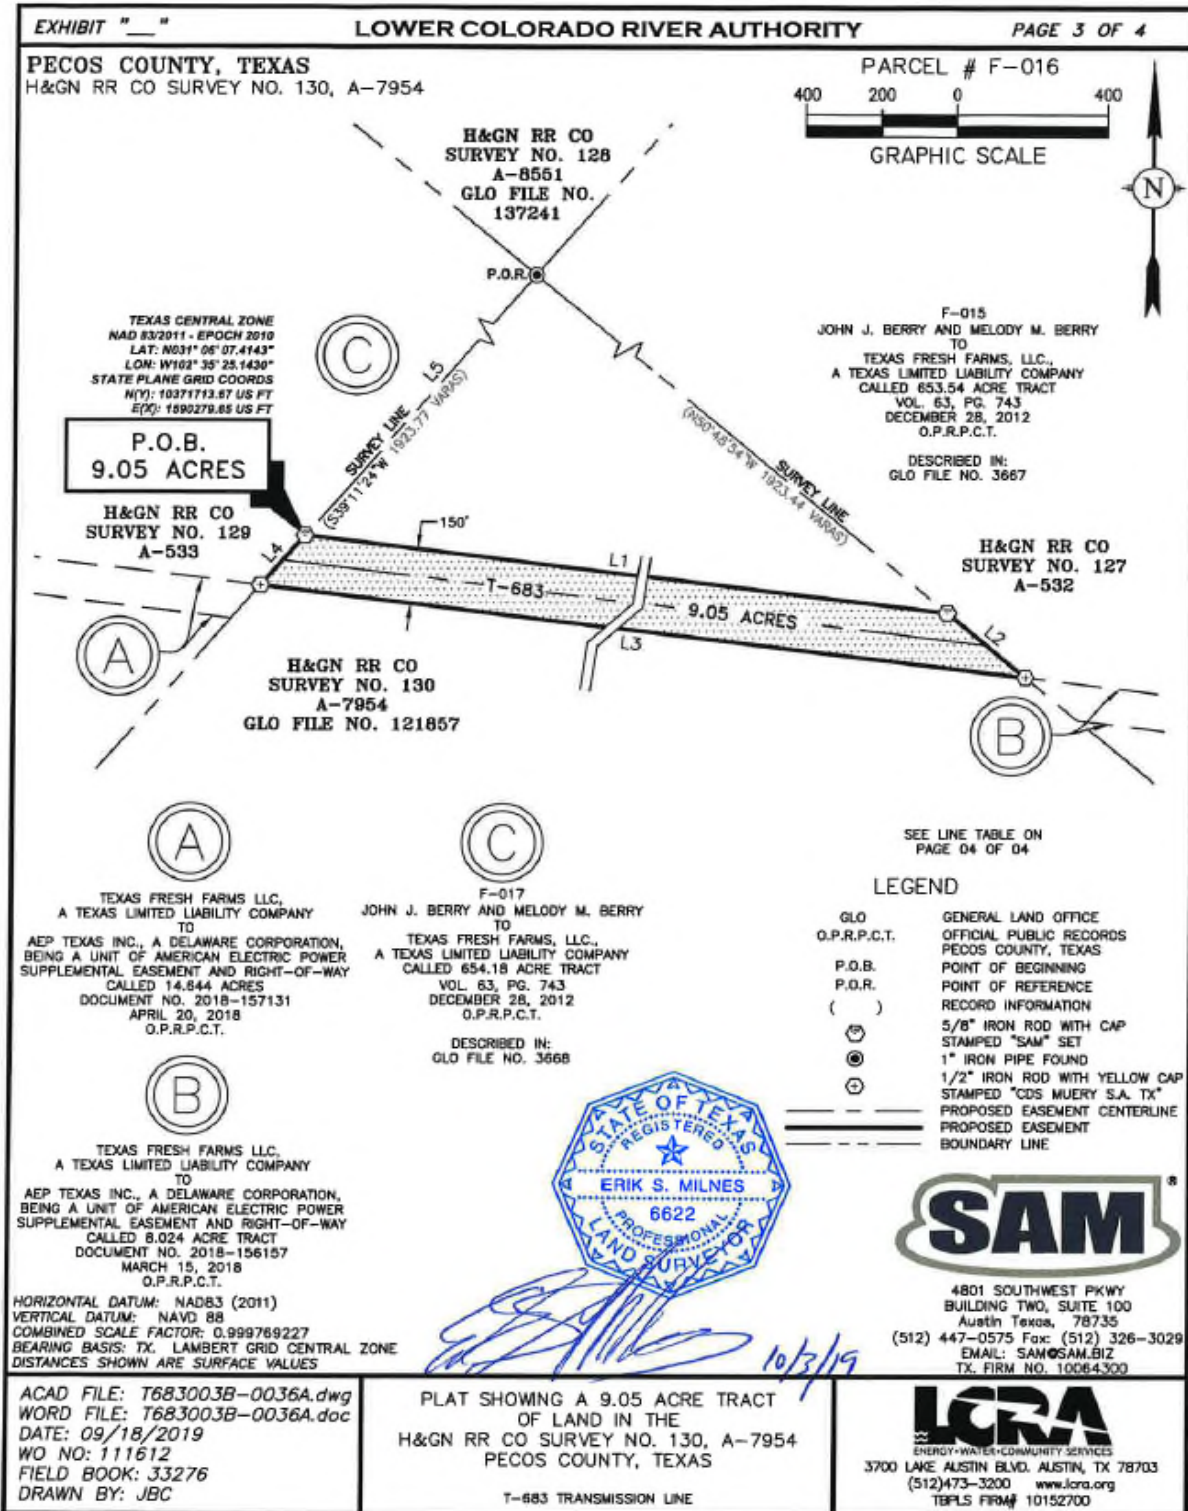 EXHIBIT "__"
LOWER COLORADO RIVER AUTHORITY
PAGE 3 OF 4
PECOS COUNTY, TEXAS
H&GN RR CO SURVEY NO. 130, A-7954
PARCEL # F-016
400 200 0 400
GRAPHIC SCALE
N
H&GN RR CO
SURVEY NO. 128
A-8551
GLO FILE NO.
137241
P.O.R.
TEXAS CENTRAL ZONE
NAD 83/2011 - EPOCH 2010
LAT: N031° 06' 07.4143"
LON: W102° 35' 25.1430"
STATE PLANE GRID COORDS
N(Y): 10371713.67 US FT
E(X): 1590279.65 US FT
C
L5
SURVEY LINE
(S39°11'24"W 1923.77 VARAS)
SURVEY LINE
(N50°48'54"W 1923.44 VARAS)
F-015
JOHN J. BERRY AND MELODY M. BERRY
TO
TEXAS FRESH FARMS, LLC.,
A TEXAS LIMITED LIABILITY COMPANY
CALLED 653.54 ACRE TRACT
VOL. 63, PG. 743
DECEMBER 28, 2012
O.P.R.P.C.T.
DESCRIBED IN:
GLO FILE NO. 3667
P.O.B.
9.05 ACRES
H&GN RR CO
SURVEY NO. 129
A-533
L4
150'
L1
T-683
9.05 ACRES
L2
L3
H&GN RR CO
SURVEY NO. 127
A-532
A
H&GN RR CO
SURVEY NO. 130
A-7954
GLO FILE NO. 121857
B
A
TEXAS FRESH FARMS LLC,
A TEXAS LIMITED LIABILITY COMPANY
TO
AEP TEXAS INC., A DELAWARE CORPORATION,
BEING A UNIT OF AMERICAN ELECTRIC POWER
SUPPLEMENTAL EASEMENT AND RIGHT-OF-WAY
CALLED 14.644 ACRES
DOCUMENT NO. 2018-157131
APRIL 20, 2018
O.P.R.P.C.T.
C
F-017
JOHN J. BERRY AND MELODY M. BERRY
TO
TEXAS FRESH FARMS, LLC.,
A TEXAS LIMITED LIABILITY COMPANY
CALLED 654.18 ACRE TRACT
VOL. 63, PG. 743
DECEMBER 28, 2012
O.P.R.P.C.T.
DESCRIBED IN:
GLO FILE NO. 3668
B
TEXAS FRESH FARMS LLC,
A TEXAS LIMITED LIABILITY COMPANY
TO
AEP TEXAS INC., A DELAWARE CORPORATION,
BEING A UNIT OF AMERICAN ELECTRIC POWER
SUPPLEMENTAL EASEMENT AND RIGHT-OF-WAY
CALLED 8.024 ACRE TRACT
DOCUMENT NO. 2018-156157
MARCH 15, 2018
O.P.R.P.C.T.
SEE LINE TABLE ON
PAGE 04 OF 04
LEGEND
GLO GENERAL LAND OFFICE
O.P.R.P.C.T. OFFICIAL PUBLIC RECORDS
PECOS COUNTY, TEXAS
P.O.B. POINT OF BEGINNING
P.O.R. POINT OF REFERENCE
( ) RECORD INFORMATION
5/8" IRON ROD WITH CAP
STAMPED "SAM" SET
1" IRON PIPE FOUND
1/2" IRON ROD WITH YELLOW CAP
STAMPED "CDS MUERY S.A. TX"
PROPOSED EASEMENT CENTERLINE
PROPOSED EASEMENT
BOUNDARY LINE
STATE OF TEXAS
REGISTERED
ERIK S. MILNES
6622
PROFESSIONAL
LAND SURVEYOR
10/3/19
SAM®
4801 SOUTHWEST PKWY
BUILDING TWO, SUITE 100
Austin Texas, 78735
(512) 447-0575 Fax: (512) 326-3029
EMAIL: SAM@SAM.BIZ
TX. FIRM NO. 10064300
HORIZONTAL DATUM: NAD83 (2011)
VERTICAL DATUM: NAVD 88
COMBINED SCALE FACTOR: 0.999769227
BEARING BASIS: TX. LAMBERT GRID CENTRAL ZONE
DISTANCES SHOWN ARE SURFACE VALUES
ACAD FILE: T683003B-0036A.dwg
WORD FILE: T683003B-0036A.doc
DATE: 09/18/2019
WO NO: 111612
FIELD BOOK: 33276
DRAWN BY: JBC
PLAT SHOWING A 9.05 ACRE TRACT
OF LAND IN THE
H&GN RR CO SURVEY NO. 130, A-7954
PECOS COUNTY, TEXAS
T-683 TRANSMISSION LINE
LCRA
ENERGY•WATER•COMMUNITY SERVICES
3700 LAKE AUSTIN BLVD. AUSTIN, TX 78703
(512)473-3200 www.lcra.org
TBPLS FIRM# 10152700